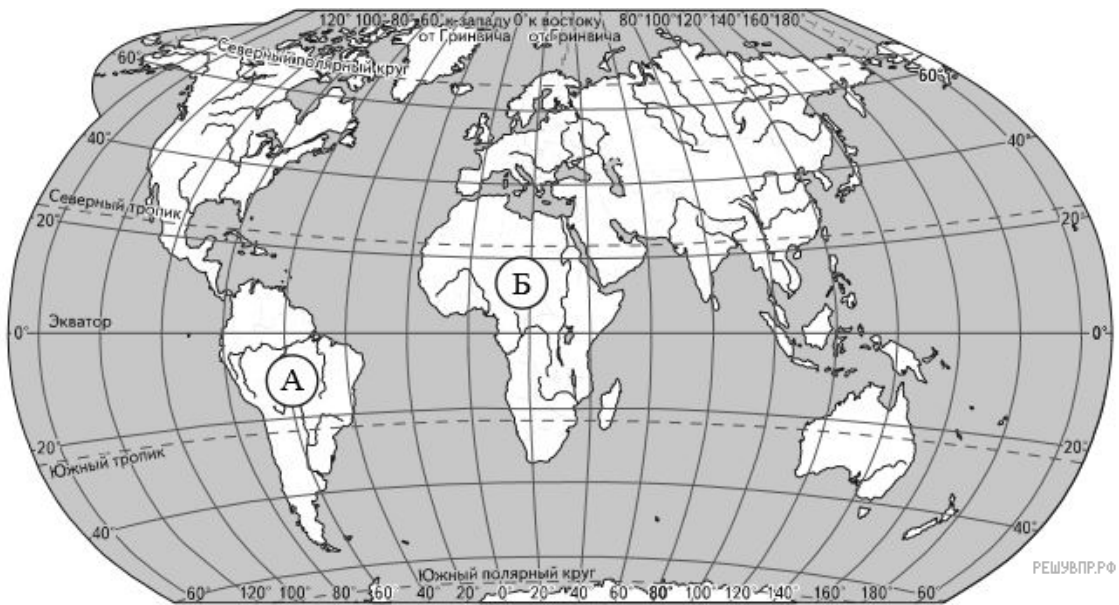 120° 100° 80° 60° к западу 0° к востоку 80° 100° 120° 140° 160° 180°
от Гринвича от Гринвича
60° Северный полярный круг 60°
40° 40°
Северный тропик
20° 20°
Б
0° Экватор 0°
А
20° 20°
Южный тропик
40° 40°
Южный полярный круг
60° 120° 100° 80° 60° 40° 20° 0° 20° 40° 60° 80° 100° 120° 140° 160° 180° 60°
РЕШУВПР.РФ